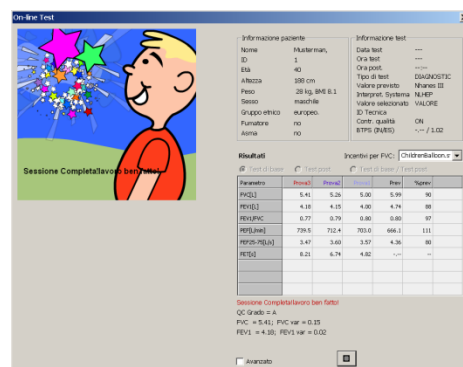 On-line Test
Sessione Completa!lavoro ben fatto!
Informazione paziente
Nome Musterman,
ID 1
Età 40
Altezza 188 cm
Peso 28 kg, BMI 8.1
Sesso maschile
Gruppo etnico europeo.
Fumatore no
Asma no
Informazione test
Data test ---
Ora test ---
Ora post. --:--
Tipo di test DIAGNOSTIC
Valore previsto Nhanes III
Interpret. Systema NLHEP
Valore selezionato VALORE
ID Tecnica
Contr. qualità ON
BTPS (IN/ES) -.-- / 1.02
Risultati Incentivi per FVC: ChildrenBalloon.s
Test di base Test post Test di base / Test post
Parametro Prova3 Prova2 Prova1 Prev %prev
FVC[L] 5.41 5.26 5.00 5.99 90
FEV1[L] 4.18 4.15 4.00 4.74 88
FEV1/FVC 0.77 0.79 0.80 0.80 97
PEF[L/min] 739.5 712.4 703.0 666.1 111
FEF25-75[L/s] 3.47 3.60 3.57 4.36 80
FET[s] 8.21 6.74 4.82 -.-- --
Sessione Completa!lavoro ben fatto!
QC Grado = A
FVC = 5.41; FVC var = 0.15
FEV1 = 4.18; FEV1 var = 0.02
Avanzato